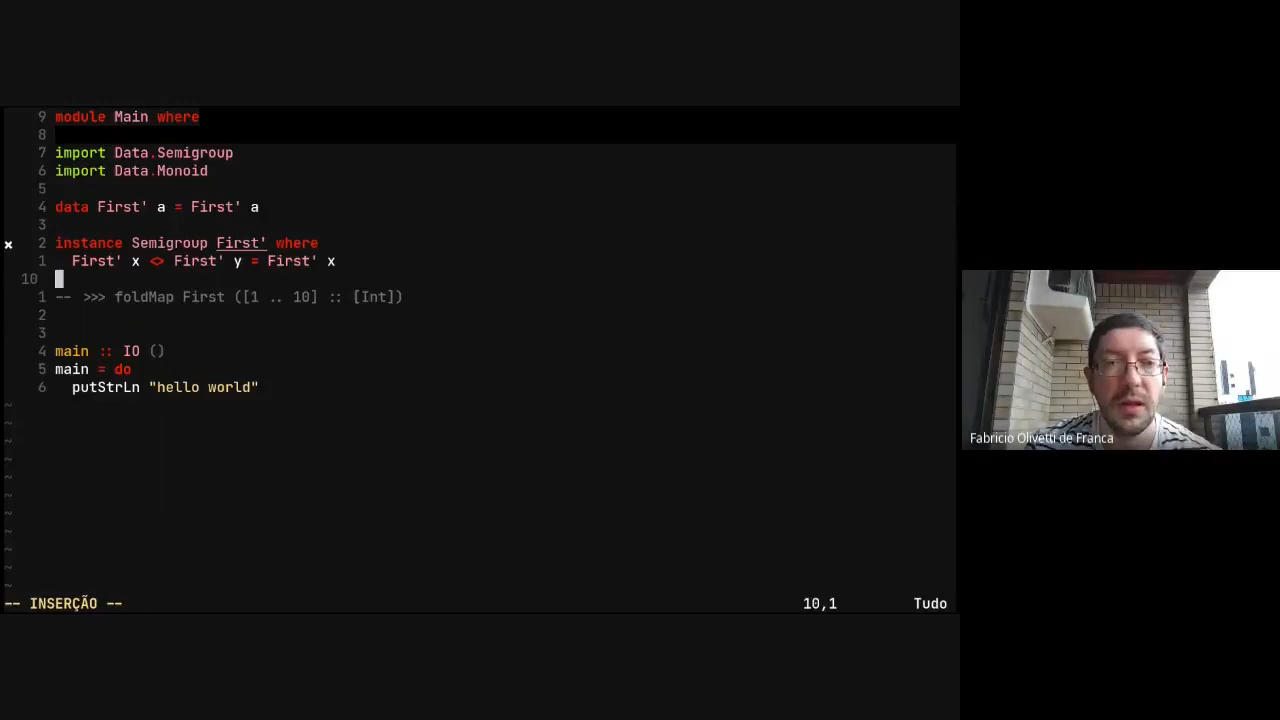 9 module Main where
8
7 import Data.Semigroup
6 import Data.Monoid
5
4 data First' a = First' a
3
× 2 instance Semigroup First' where
1 First' x <> First' y = First' x
10
1 -- >>> foldMap First ([1 .. 10] :: [Int])
2
3
4 main :: IO ()
5 main = do
6 putStrLn "hello world"
~
~
~
~
~
~
~
~
~
~
~
-- INSERÇÃO -- 10,1 Tudo
Fabricio Olivetti de Franca